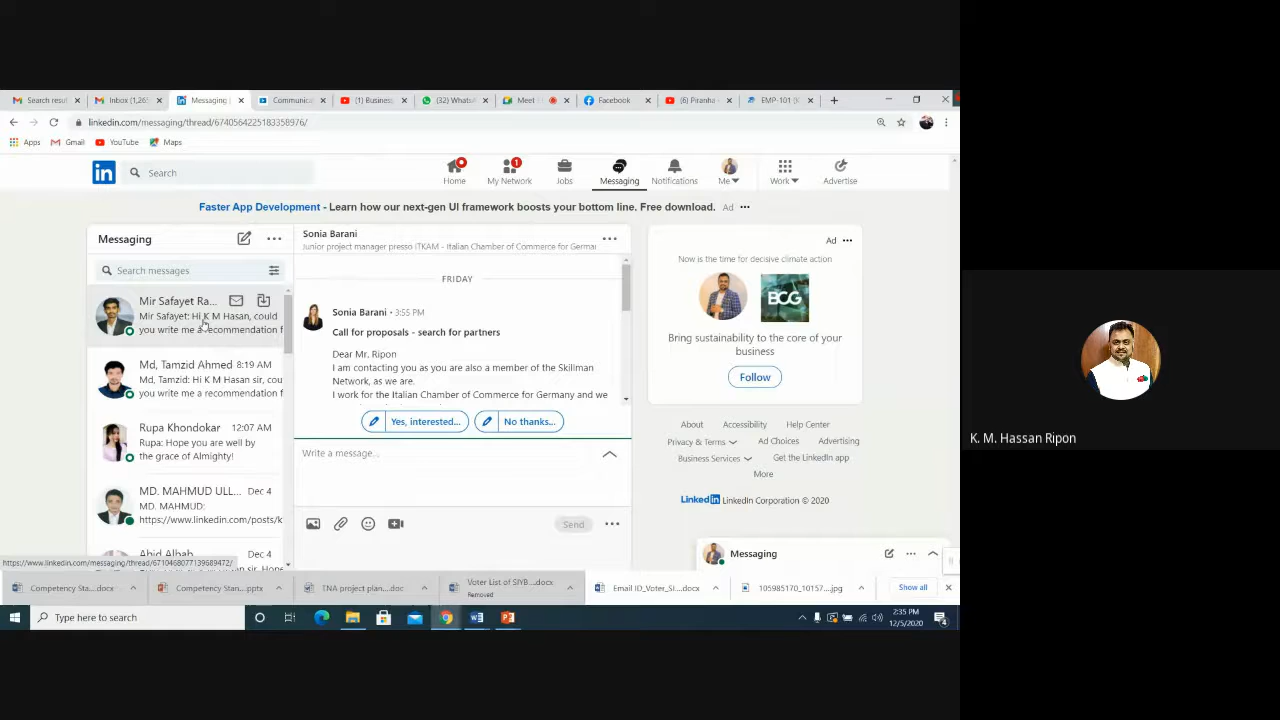 Search resul
Inbox (1,26
Messaging
Communicat
(1) Business
(32) Whats
Meet
Facebook
(6) Piranha
EMP-101 (
linkedin.com/messaging/thread/6740564225183358976/
Apps
Gmail
YouTube
Maps
in
Search
Home
My Network
1
Jobs
Messaging
Notifications
Me
Work
Advertise
Faster App Development - Learn how our next-gen UI framework boosts your bottom line. Free download. Ad
Messaging
Search messages
Mir Safayet Ra...
Mir Safayet: Hi K M Hasan, could
you write me a recommendation f
Md, Tamzid Ahmed 8:19 AM
Md, Tamzid: Hi K M Hasan sir, cou
you write me a recommendation f
Rupa Khondokar 12:07 AM
Rupa: Hope you are well by
the grace of Almighty!
MD. MAHMUD ULL... Dec 4
MD. MAHMUD:
https://www.linkedin.com/posts/k
Abid Albab Dec 4
Sonia Barani
Junior project manager presso ITKAM - Italian Chamber of Commerce for Germar
FRIDAY
Sonia Barani • 3:55 PM
Call for proposals - search for partners
Dear Mr. Ripon
I am contacting you as you are also a member of the Skillman
Network, as we are.
I work for the Italian Chamber of Commerce for Germany and we
Yes, interested...
No thanks...
Write a message...
Send
Ad
Now is the time for decisive climate action
BCG
Bring sustainability to the core of your
business
Follow
About Accessibility Help Center
Privacy & Terms Ad Choices Advertising
Business Services Get the LinkedIn app
More
Linked in LinkedIn Corporation © 2020
Messaging
https://www.linkedin.com/messaging/thread/6710468077139689472/
Competency Sta....docx
Competency Stan....pptx
TNA project plan....doc
Voter List of SIYB....docx
Removed
Email ID_Voter_SI....docx
105985170_10157....jpg
Show all
Type here to search
2:35 PM
12/5/2020
4
K. M. Hassan Ripon